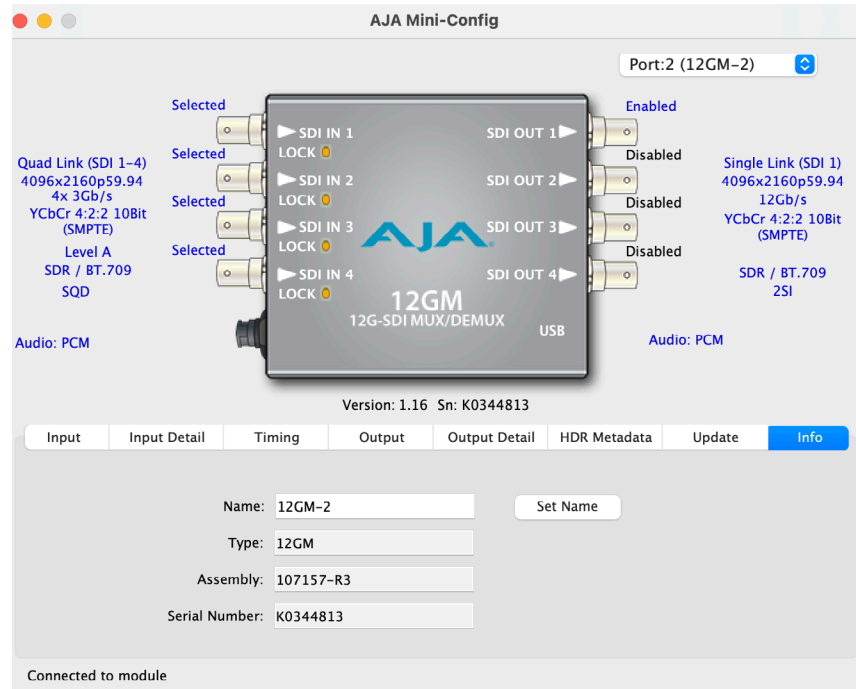 AJA Mini-Config
Port:2 (12GM-2)
Selected
Selected
Selected
Selected
Quad Link (SDI 1-4)
4096x2160p59.94
4x 3Gb/s
YCbCr 4:2:2 10Bit
(SMPTE)
Level A
SDR / BT.709
SQD
Audio: PCM
SDI IN 1
LOCK
SDI IN 2
LOCK
SDI IN 3
LOCK
SDI IN 4
LOCK
SDI OUT 1
SDI OUT 2
SDI OUT 3
SDI OUT 4
AJA
12GM
12G-SDI MUX/DEMUX
USB
Enabled
Disabled
Disabled
Disabled
Single Link (SDI 1)
4096x2160p59.94
12Gb/s
YCbCr 4:2:2 10Bit
(SMPTE)
SDR / BT.709
2SI
Audio: PCM
Version: 1.16 Sn: K0344813
Input Input Detail Timing Output Output Detail HDR Metadata Update Info
Name: 12GM-2 Set Name
Type: 12GM
Assembly: 107157-R3
Serial Number: K0344813
Connected to module